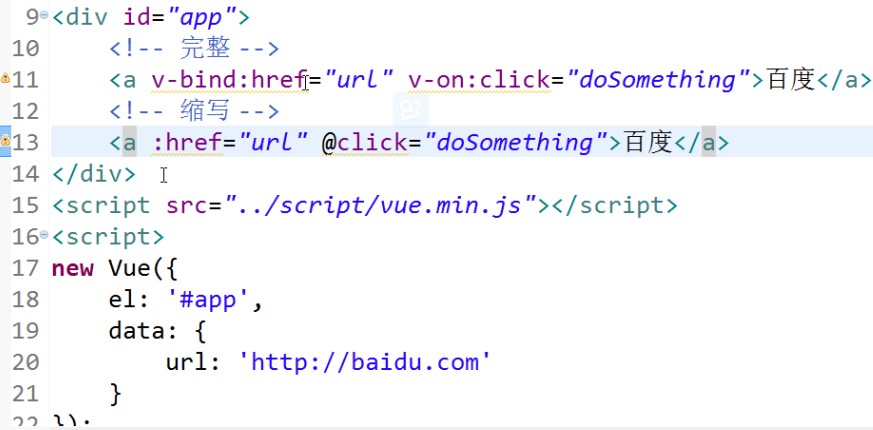 9 <div id="app">
10 <!-- 完整 -->
11 <a v-bind:href="url" v-on:click="doSomething">百度</a>
12 <!-- 缩写 -->
13 <a :href="url" @click="doSomething">百度</a>
14 </div>
15 <script src="../script/vue.min.js"></script>
16 <script>
17 new Vue({
18 el: '#app',
19 data: {
20 url: 'http://baidu.com'
21 }
22 });